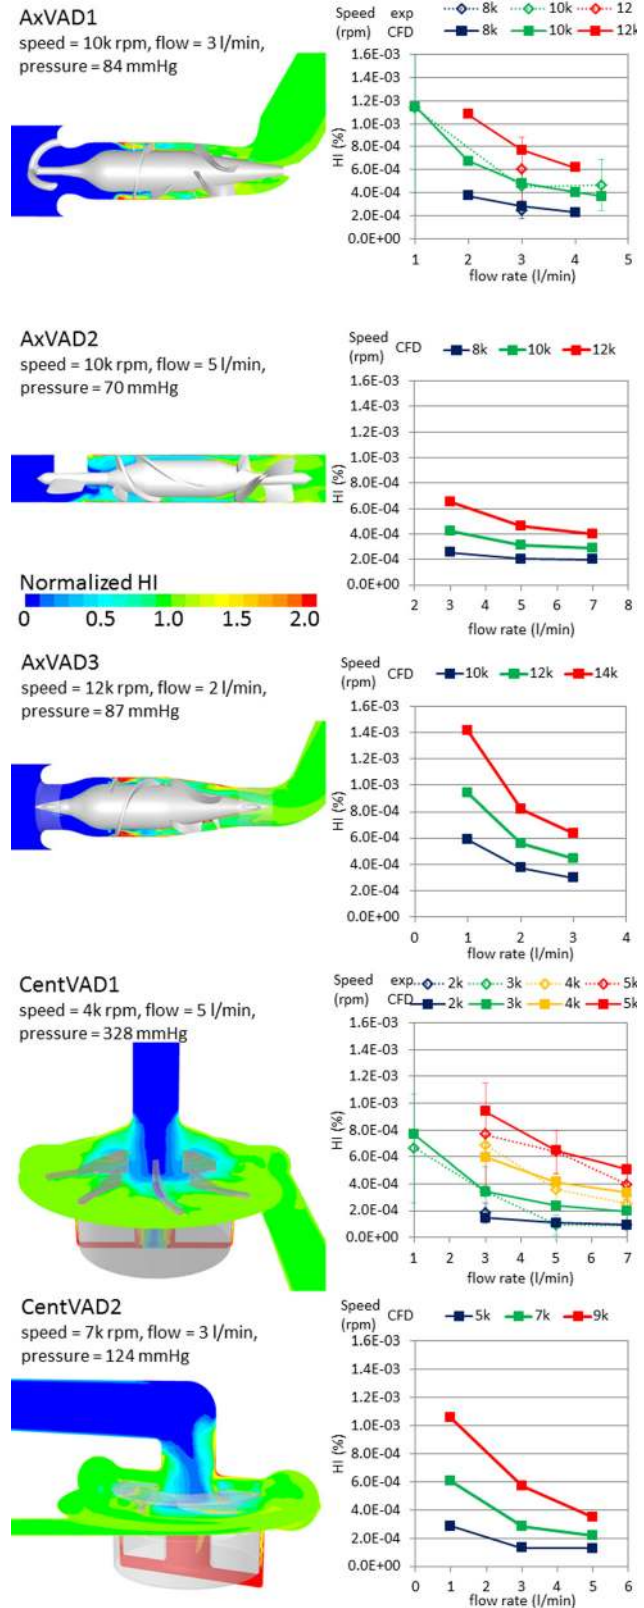 AxVAD1
speed = 10k rpm, flow = 3 l/min,
pressure = 84 mmHg
Speed exp 8k 10k 12
(rpm) CFD 8k 10k 12k
1.6E-03
1.4E-03
1.2E-03
1.0E-03
8.0E-04
6.0E-04
4.0E-04
2.0E-04
0.0E+00
HI (%)
1 2 3 4 5
flow rate (l/min)
AxVAD2
speed = 10k rpm, flow = 5 l/min,
pressure = 70 mmHg
Speed CFD 8k 10k 12k
(rpm)
1.6E-03
1.4E-03
1.2E-03
1.0E-03
8.0E-04
6.0E-04
4.0E-04
2.0E-04
0.0E+00
HI (%)
2 3 4 5 6 7 8
flow rate (l/min)
Normalized HI
0 0.5 1.0 1.5 2.0
AxVAD3
speed = 12k rpm, flow = 2 l/min,
pressure = 87 mmHg
Speed CFD 10k 12k 14k
(rpm)
1.6E-03
1.4E-03
1.2E-03
1.0E-03
8.0E-04
6.0E-04
4.0E-04
2.0E-04
0.0E+00
HI (%)
0 1 2 3 4
flow rate (l/min)
CentVAD1
speed = 4k rpm, flow = 5 l/min,
pressure = 328 mmHg
Speed exp 2k 3k 4k 5k
(rpm) CFD 2k 3k 4k 5k
1.6E-03
1.4E-03
1.2E-03
1.0E-03
8.0E-04
6.0E-04
4.0E-04
2.0E-04
0.0E+00
HI (%)
1 2 3 4 5 6 7
flow rate (l/min)
CentVAD2
speed = 7k rpm, flow = 3 l/min,
pressure = 124 mmHg
Speed CFD 5k 7k 9k
(rpm)
1.6E-03
1.4E-03
1.2E-03
1.0E-03
8.0E-04
6.0E-04
4.0E-04
2.0E-04
0.0E+00
HI (%)
0 1 2 3 4 5 6
flow rate (l/min)